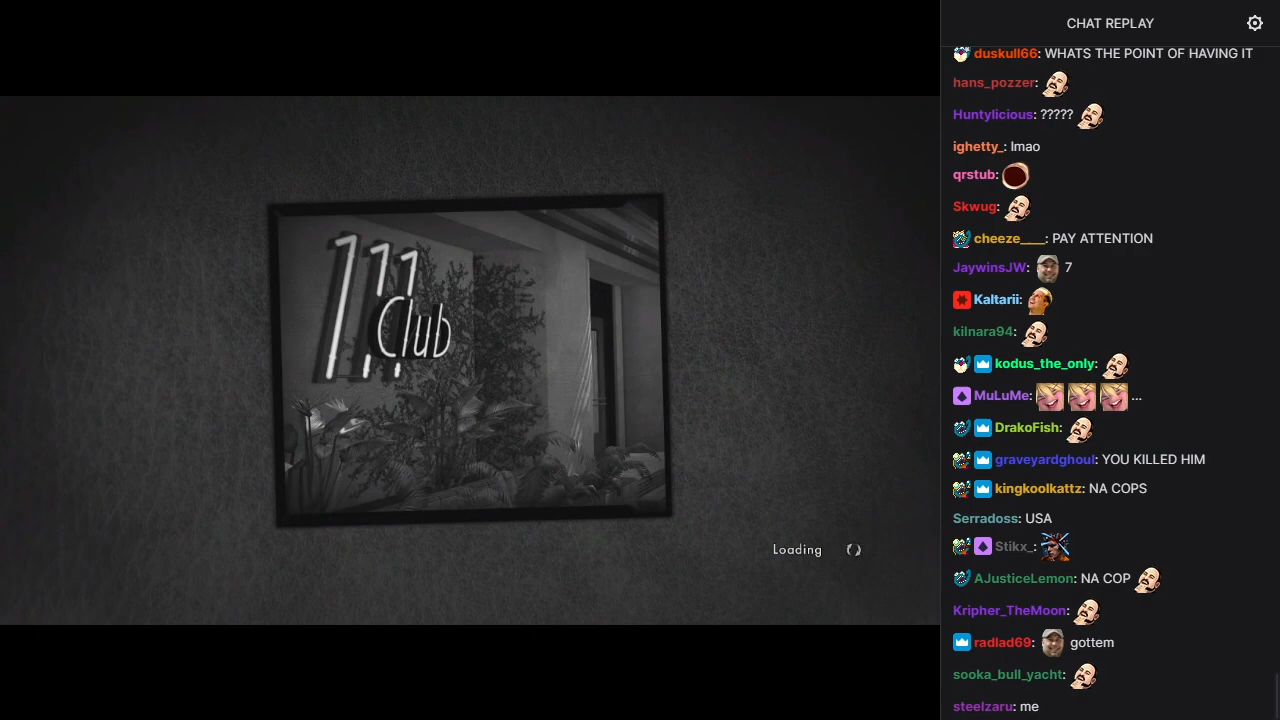 CHAT REPLAY
duskull66: WHATS THE POINT OF HAVING IT
hans_pozzer:
Huntylicious: ?????
ighetty_: lmao
qrstub:
Skwug:
cheeze____: PAY ATTENTION
JaywinsJW: 7
Kaltarii:
kilnara94:
kodus_the_only:
MuLuMe: ...
DrakoFish:
graveyardghoul: YOU KILLED HIM
kingkoolkattz: NA COPS
Serradoss: USA
Stikx_:
AJusticeLemon: NA COP
Kripher_TheMoon:
radlad69: gottem
sooka_bull_yacht:
steelzaru: me
111
Club
Loading